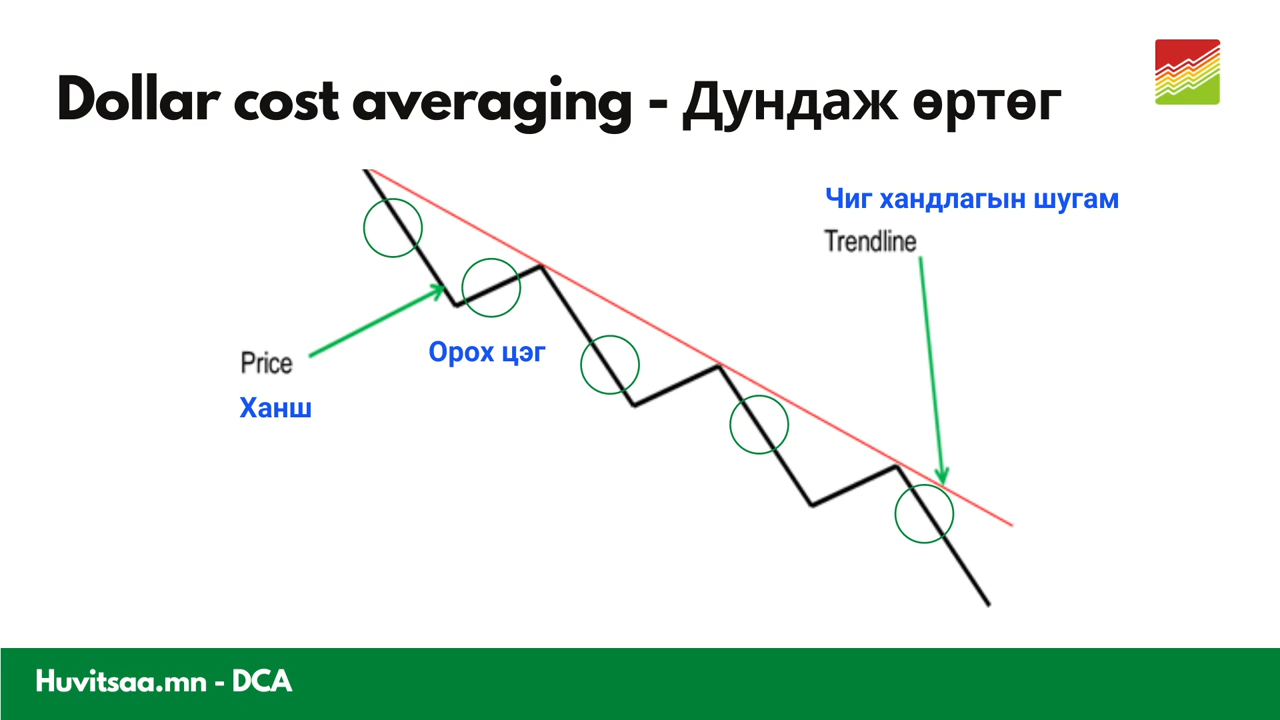 Dollar cost averaging - Дундаж өртөг
Чиг хандлагын шугам
Trendline
Орох цэг
Price
Ханш
Huvitsaa.mn - DCA